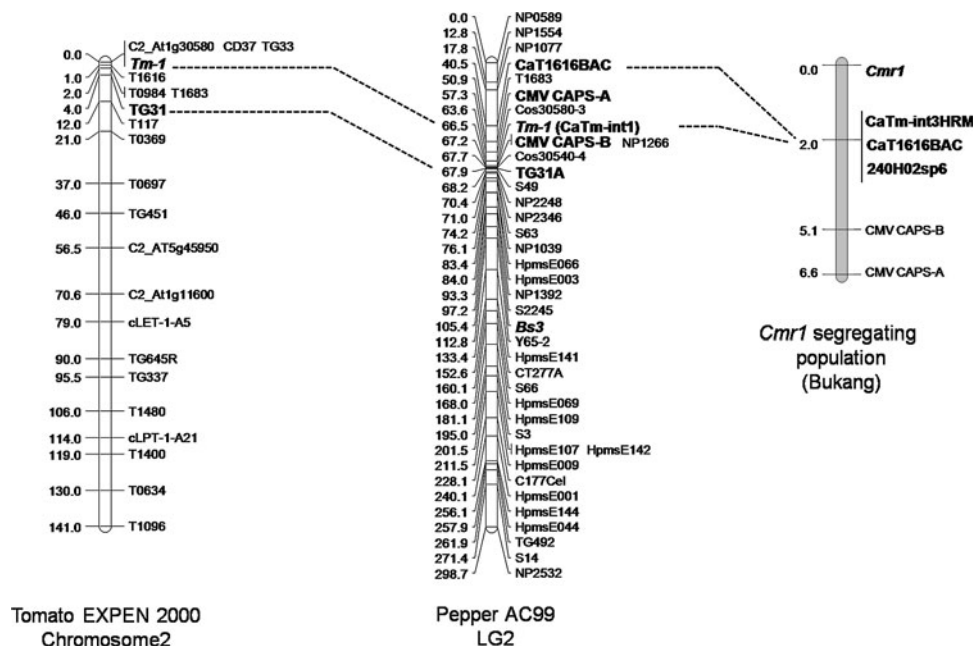 C2_At1g30580 CD37 TG33
0.0
Tm-1
1.0 T1616
2.0 T0984 T1683
4.0 TG31
12.0 T117
21.0 T0369
37.0 T0697
46.0 TG451
56.5 C2_AT5g45950
70.6 C2_At1g11600
79.0 cLET-1-A5
90.0 TG645R
95.5 TG337
106.0 T1480
114.0 cLPT-1-A21
119.0 T1400
130.0 T0634
141.0 T1096
Tomato EXPEN 2000
Chromosome2
0.0 NP0589
12.8 NP1554
17.8 NP1077
40.5 CaT1616BAC
50.9 T1683
57.3 CMV CAPS-A
63.6 Cos30580-3
66.5 Tm-1 (CaTm-int1)
67.2 CMV CAPS-B NP1266
67.7 Cos30540-4
67.9 TG31A
68.2 S49
70.4 NP2248
71.0 NP2346
74.2 S63
76.1 NP1039
83.4 HpmsE066
84.0 HpmsE003
93.3 NP1392
97.2 S2245
105.4 Bs3
112.8 Y65-2
133.4 HpmsE141
152.6 CT277A
160.1 S66
168.0 HpmsE069
181.1 HpmsE109
195.0 S3
201.5 HpmsE107 HpmsE142
211.5 HpmsE009
228.1 C177Cel
240.1 HpmsE001
256.1 HpmsE144
257.9 HpmsE044
261.9 TG492
271.4 S14
298.7 NP2532
Pepper AC99
LG2
0.0 Cmr1
CaTm-int3HRM
2.0 CaT1616BAC
240H02sp6
5.1 CMV CAPS-B
6.6 CMV CAPS-A
Cmr1 segregating
population
(Bukang)